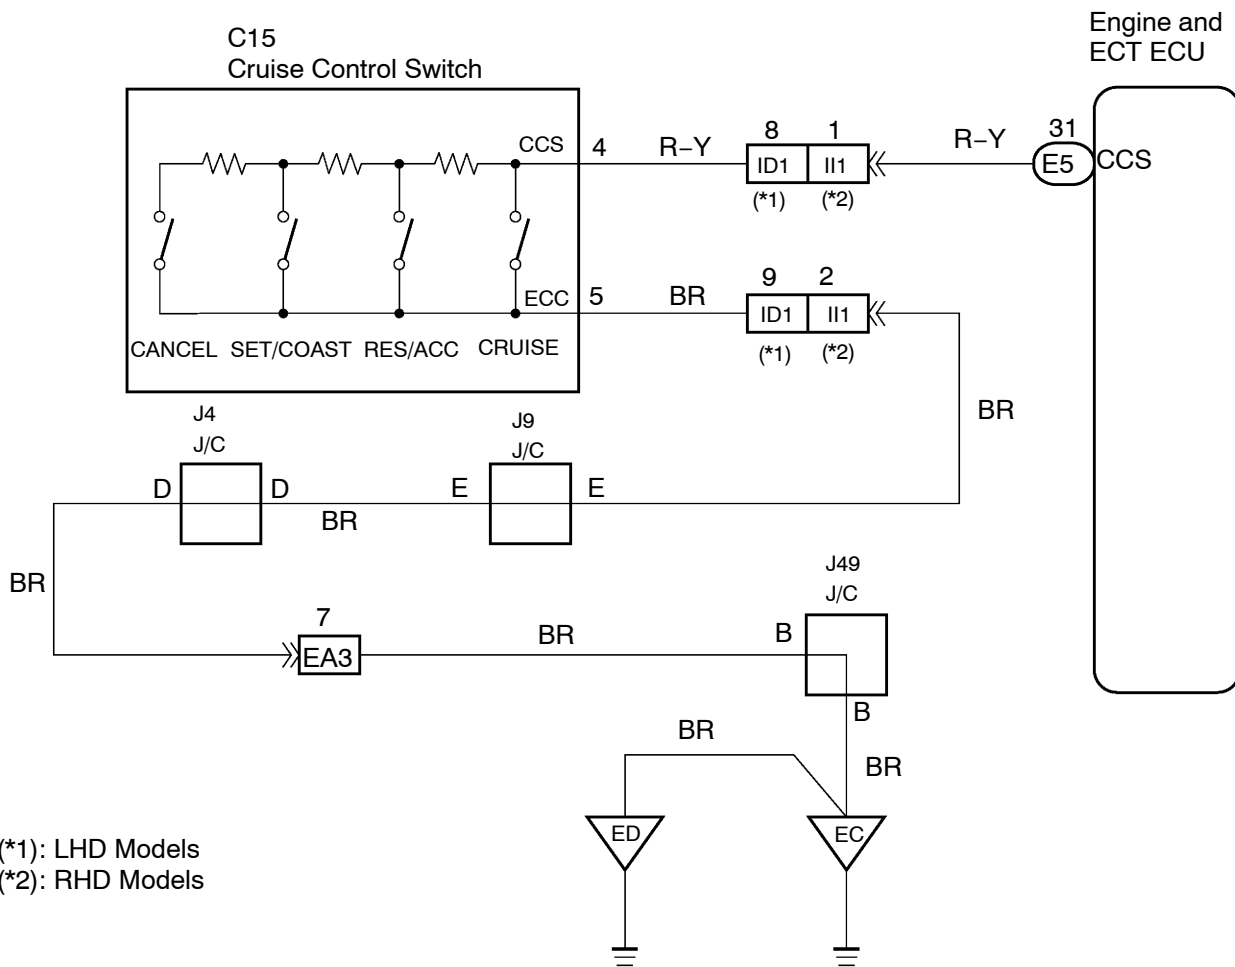 C15
Cruise Control Switch
Engine and
ECT ECU
CCS
4
R–Y
8
1
ID1
II1
(*1)
(*2)
R–Y
31
E5
CCS
ECC
5
BR
9
2
ID1
II1
(*1)
(*2)
CANCEL
SET/COAST
RES/ACC
CRUISE
BR
J4
J/C
J9
J/C
D
D
BR
E
E
BR
7
EA3
BR
J49
J/C
B
B
BR
BR
ED
EC
(*1): LHD Models
(*2): RHD Models